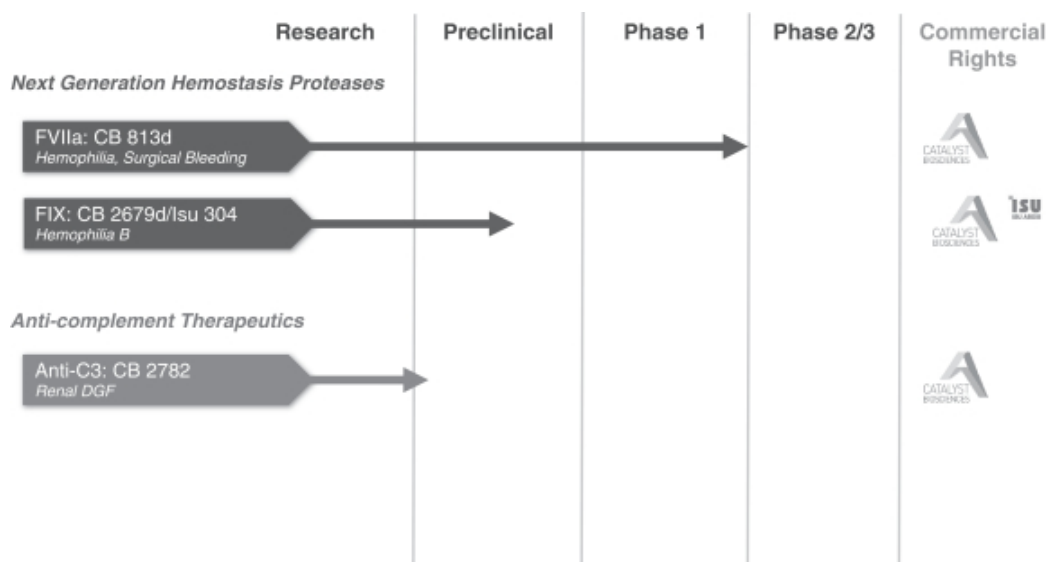 Research Preclinical Phase 1 Phase 2/3 Commercial
Rights
Next Generation Hemostasis Proteases
FVIIa: CB 813d
Hemophilia, Surgical Bleeding
CATALYST
BIOSCIENCES
FIX: CB 2679d/Isu 304
Hemophilia B
ISU
CATALYST
BIOSCIENCES
Anti-complement Therapeutics
Anti-C3: CB 2782
Renal DGF
CATALYST
BIOSCIENCES